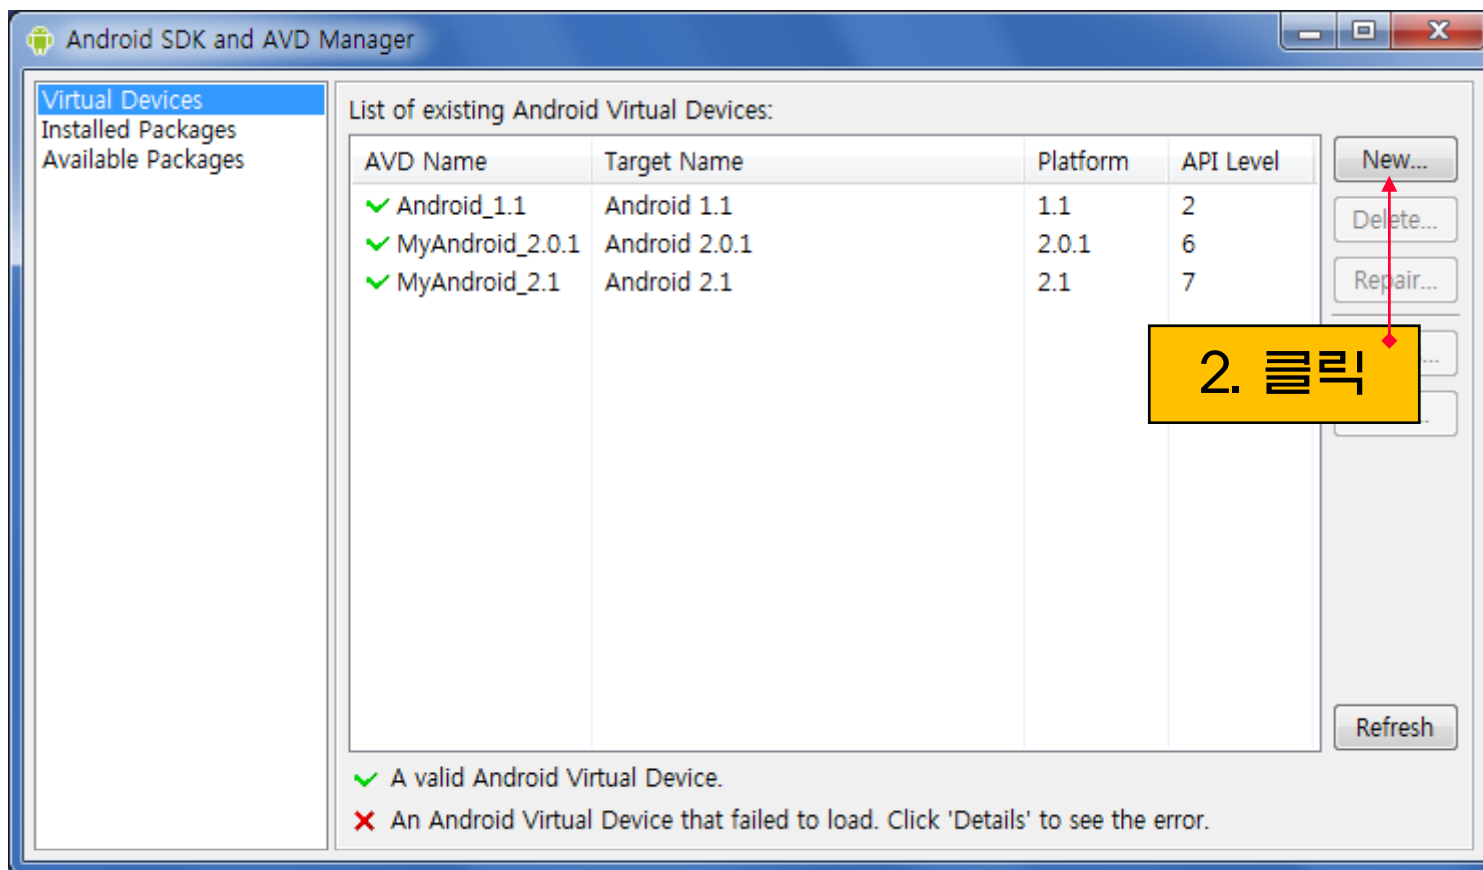 Android SDK and AVD Manager
Virtual Devices
Installed Packages
Available Packages
List of existing Android Virtual Devices:
AVD Name Target Name Platform API Level
Android_1.1 Android 1.1 1.1 2
MyAndroid_2.0.1 Android 2.0.1 2.0.1 6
MyAndroid_2.1 Android 2.1 2.1 7
New...
Delete...
Repair...
2. 클릭
Refresh
A valid Android Virtual Device.
An Android Virtual Device that failed to load. Click 'Details' to see the error.